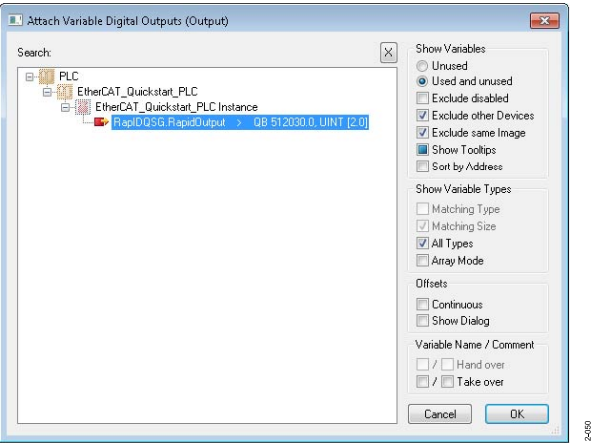 Attach Variable Digital Outputs (Output)
Search:
X
PLC
EtherCAT_Quickstart_PLC
EtherCAT_Quickstart_PLC Instance
RapIDQSG.RapidOutput > QB 512030.0, UINT [2.0]
Show Variables
Unused
Used and unused
Exclude disabled
Exclude other Devices
Exclude same Image
Show Tooltips
Sort by Address
Show Variable Types
Matching Type
Matching Size
All Types
Array Mode
Offsets
Continuous
Show Dialog
Variable Name / Comment
/ Hand over
/ Take over
Cancel
OK
2-050